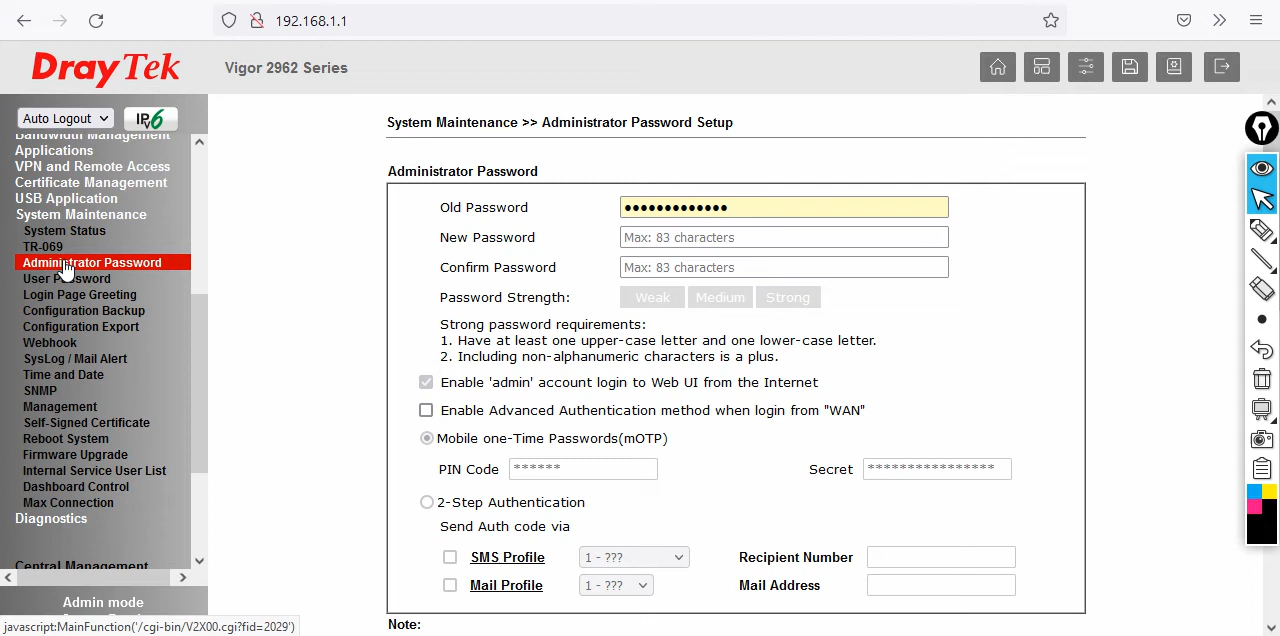 192.168.1.1
DrayTek
Vigor 2962 Series
Auto Logout
IPv6
Bandwidth Management
Applications
VPN and Remote Access
Certificate Management
USB Application
System Maintenance
System Status
TR-069
Administrator Password
User Password
Login Page Greeting
Configuration Backup
Configuration Export
Webhook
SysLog / Mail Alert
Time and Date
SNMP
Management
Self-Signed Certificate
Reboot System
Firmware Upgrade
Internal Service User List
Dashboard Control
Max Connection
Diagnostics
Central Management
Admin mode
javascript:MainFunction('/cgi-bin/V2X00.cgi?fid=2029')
System Maintenance >> Administrator Password Setup
Administrator Password
Old Password •••••••••••••
New Password Max: 83 characters
Confirm Password Max: 83 characters
Password Strength: Weak Medium Strong
Strong password requirements:
1. Have at least one upper-case letter and one lower-case letter.
2. Including non-alphanumeric characters is a plus.
Enable 'admin' account login to Web UI from the Internet
Enable Advanced Authentication method when login from "WAN"
Mobile one-Time Passwords(mOTP)
PIN Code ****** Secret ****************
2-Step Authentication
Send Auth code via
SMS Profile 1 - ??? Recipient Number
Mail Profile 1 - ??? Mail Address
Note: